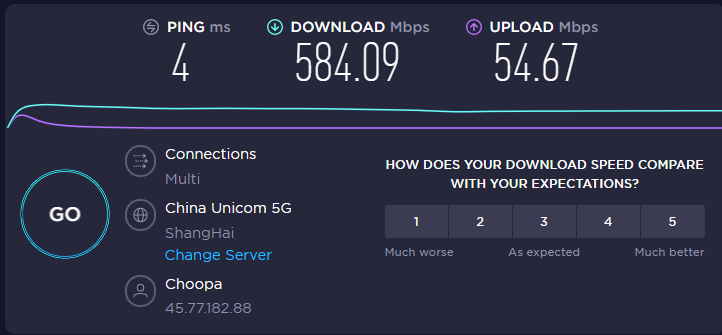 PING ms
DOWNLOAD Mbps
UPLOAD Mbps
4
584.09
54.67
GO
Connections
Multi
China Unicom 5G
ShangHai
Change Server
Choopa
45.77.182.88
HOW DOES YOUR DOWNLOAD SPEED COMPARE
WITH YOUR EXPECTATIONS?
1 2 3 4 5
Much worse As expected Much better